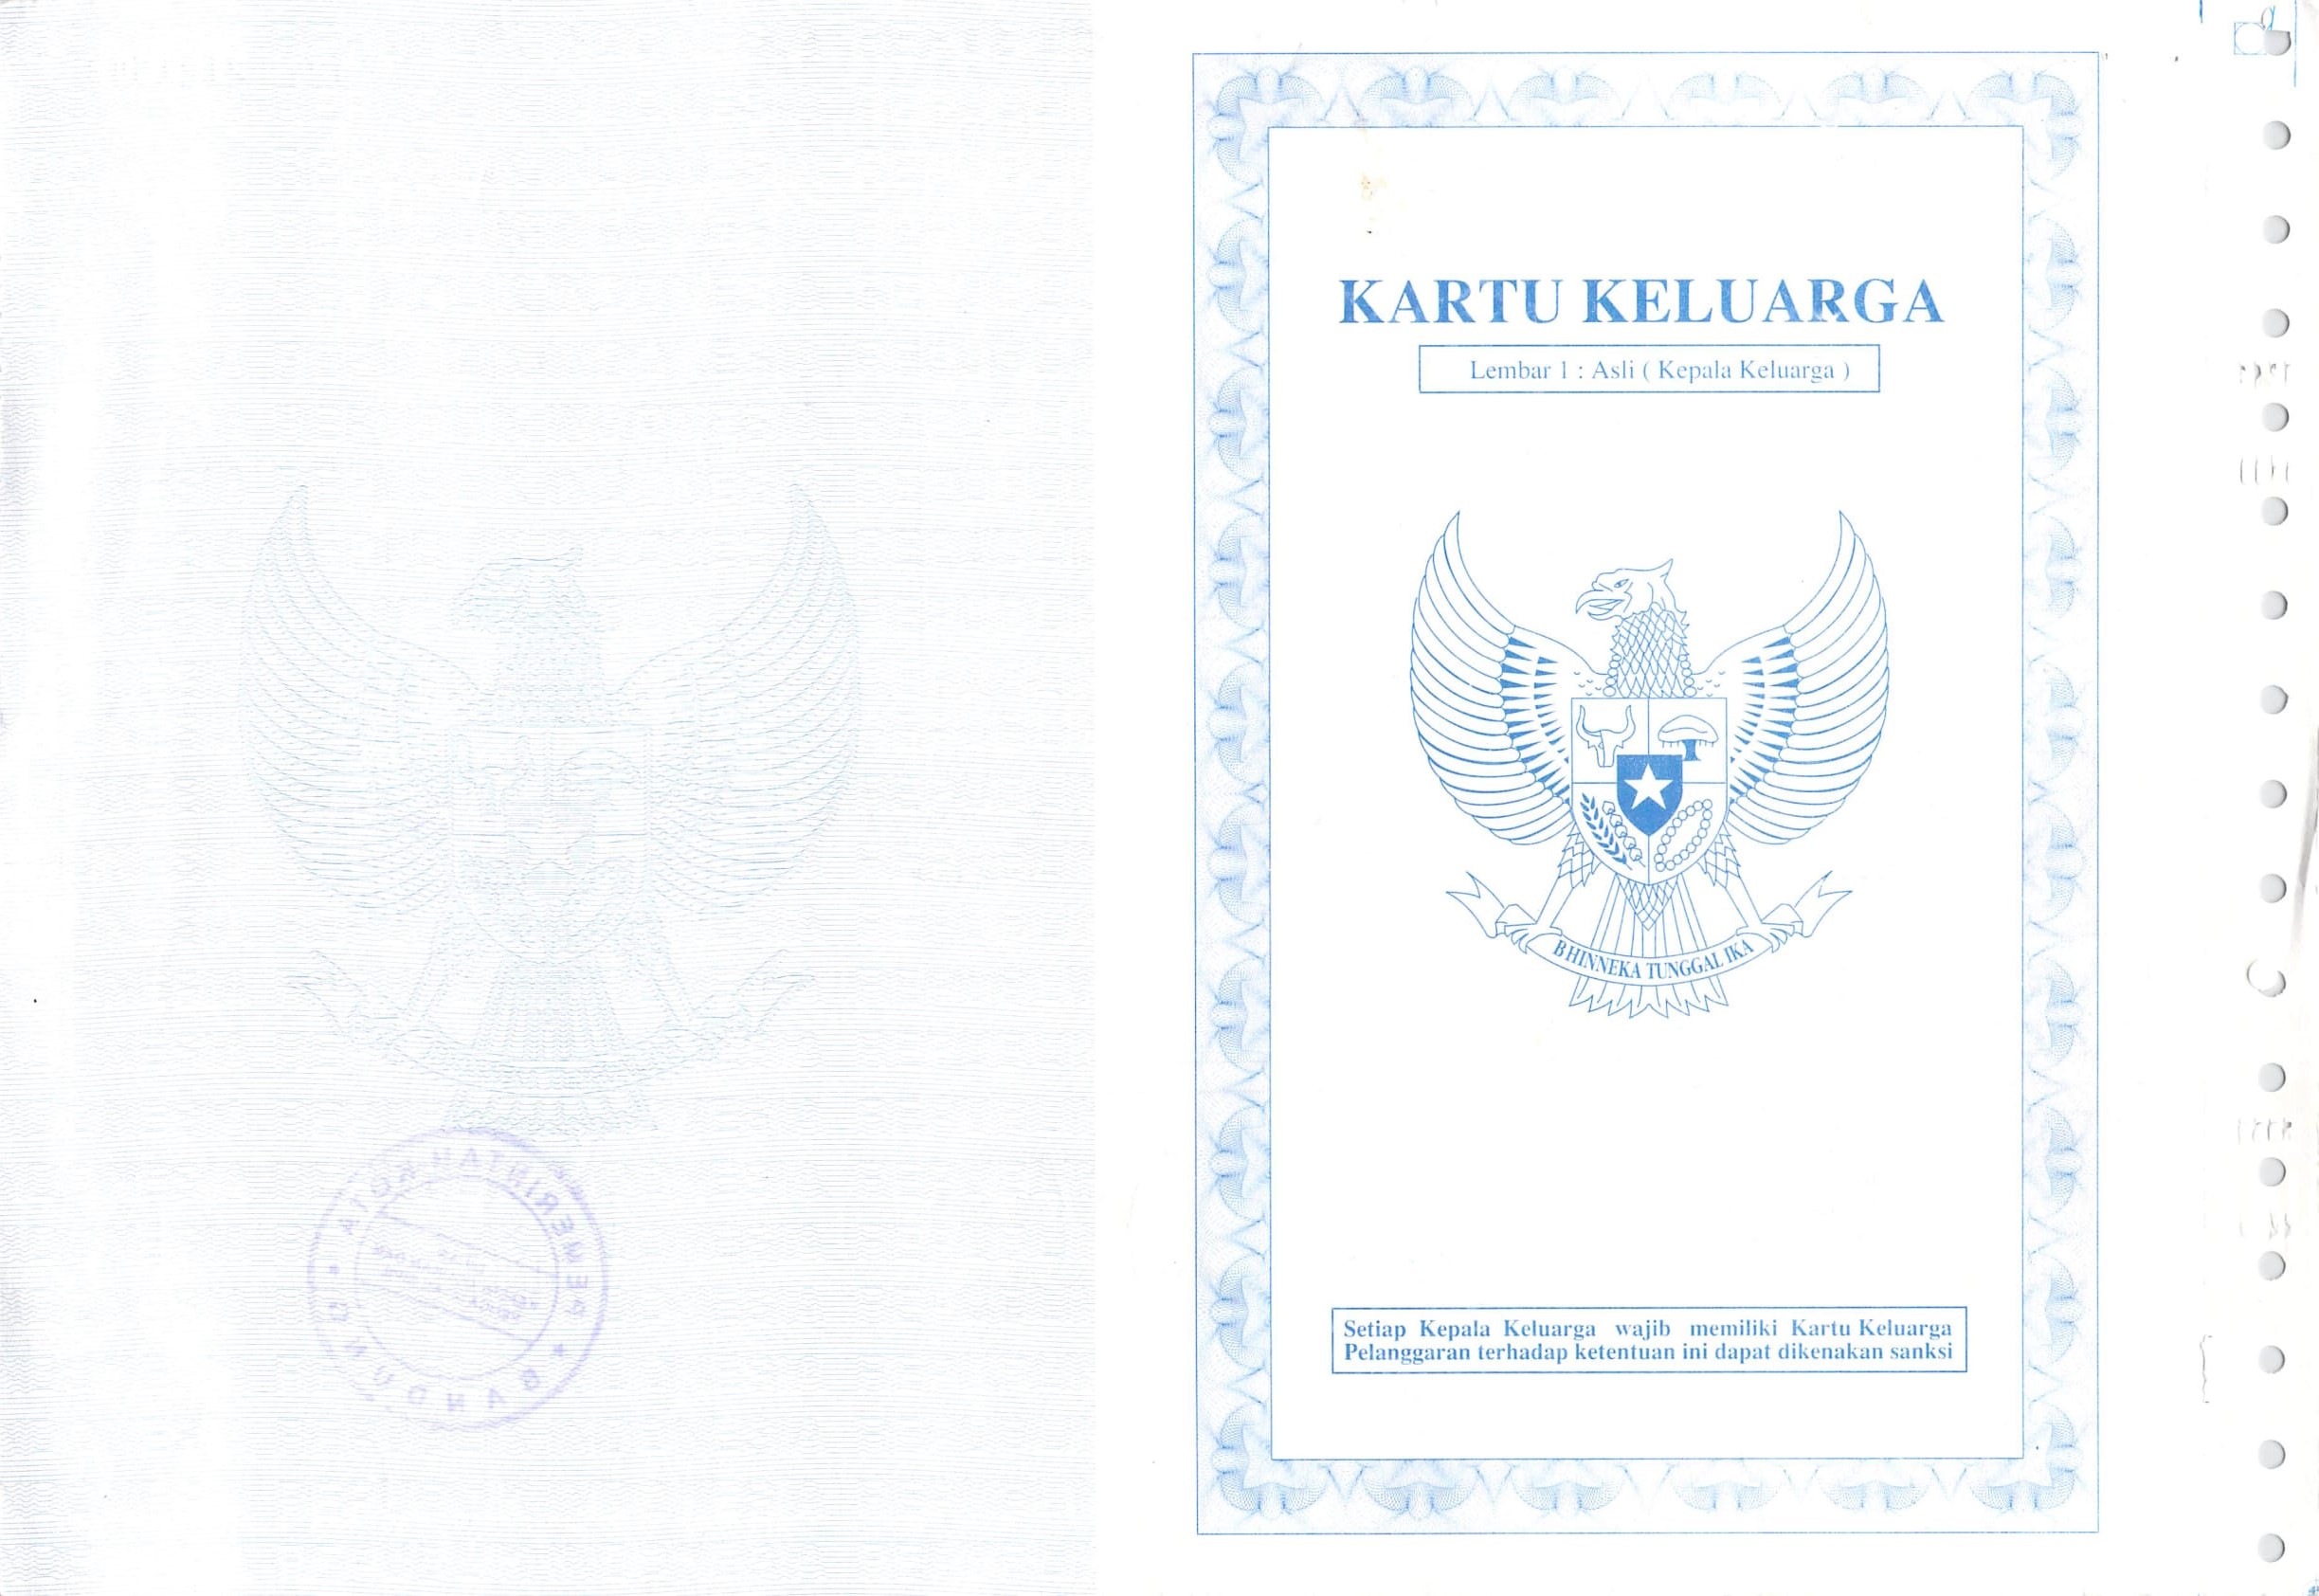 KARTU KELUARGA
Lembar 1 : Asli ( Kepala Keluarga )
BHINNEKA TUNGGAL IKA
Setiap Kepala Keluarga wajib memiliki Kartu Keluarga
Pelanggaran terhadap ketentuan ini dapat dikenakan sanksi
PEMERINTAH KOTA
BANDUNG